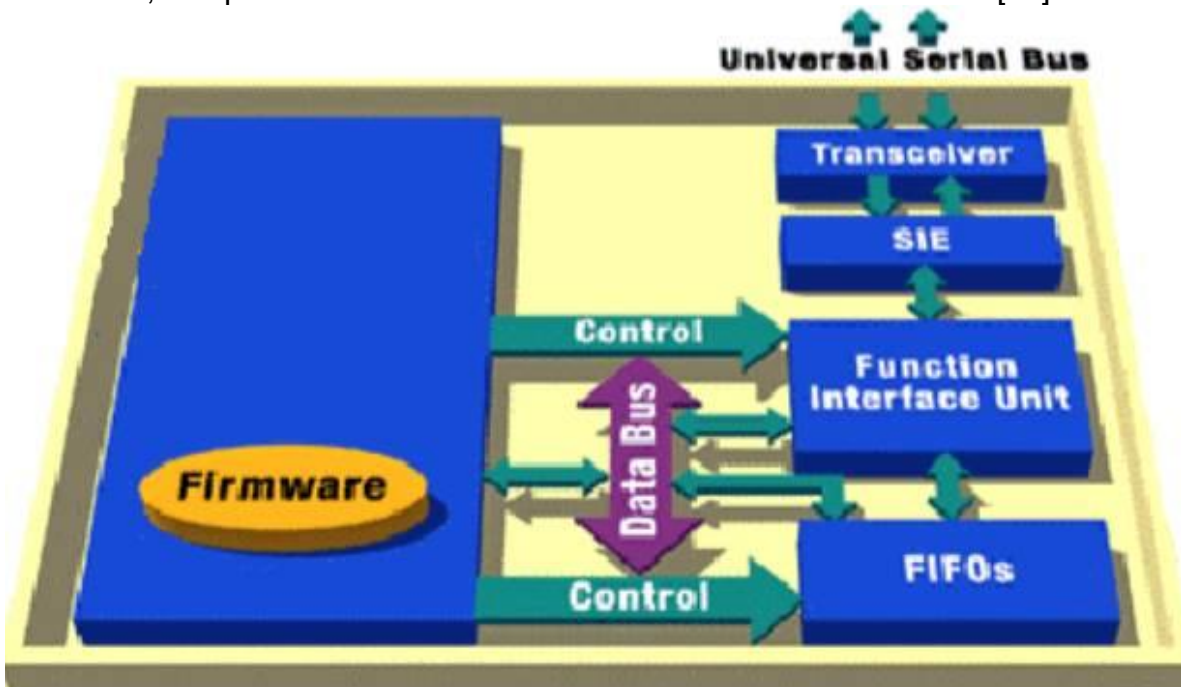 Universal Serial Bus
Transceiver
SIE
Control
Function
Interface Unit
Data Bus
Firmware
FIFOs
Control